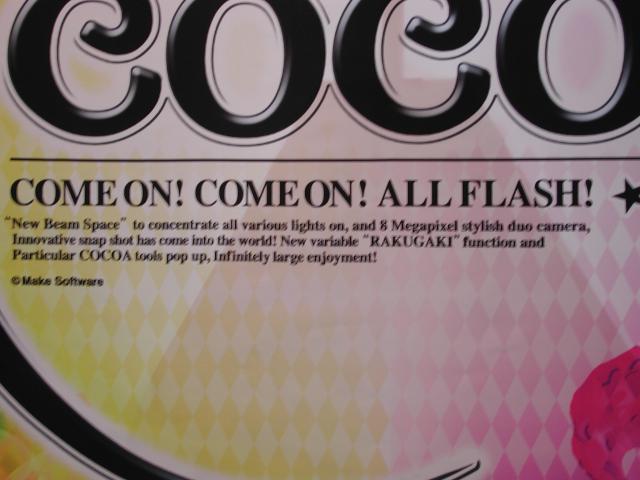 COCO
COME ON! COME ON! ALL FLASH!
"New Beam Space" to concentrate all various lights on, and 8 Megapixel stylish duo camera,
Innovative snap shot has come into the world! New variable "RAKUGAKI" function and
Particular COCOA tools pop up, Infinitely large enjoyment!
©Make Software